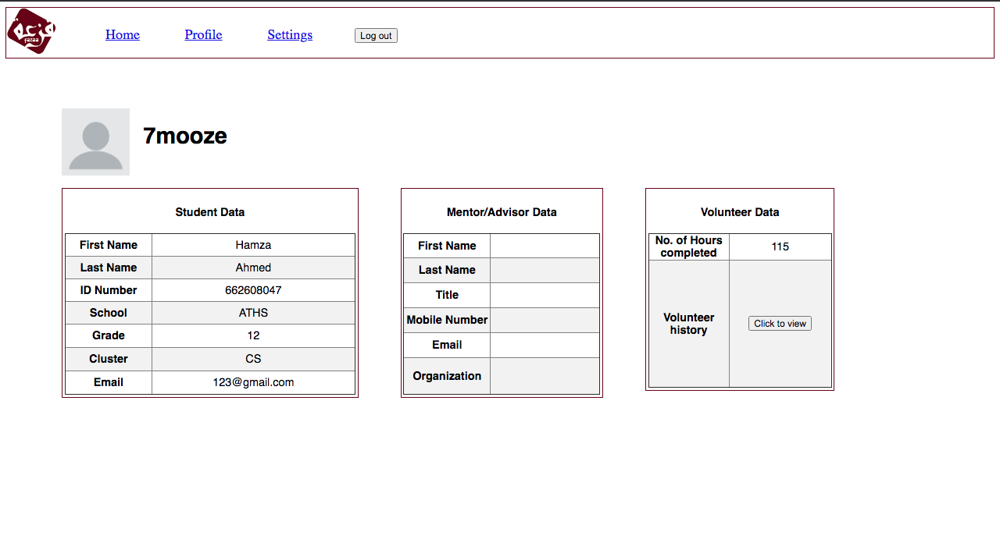 fazaa
Home Profile Settings Log out
7mooze
Student Data
First Name Hamza
Last Name Ahmed
ID Number 662608047
School ATHS
Grade 12
Cluster CS
Email 123@gmail.com
Mentor/Advisor Data
First Name
Last Name
Title
Mobile Number
Email
Organization
Volunteer Data
No. of Hours
completed 115
Volunteer
history Click to view